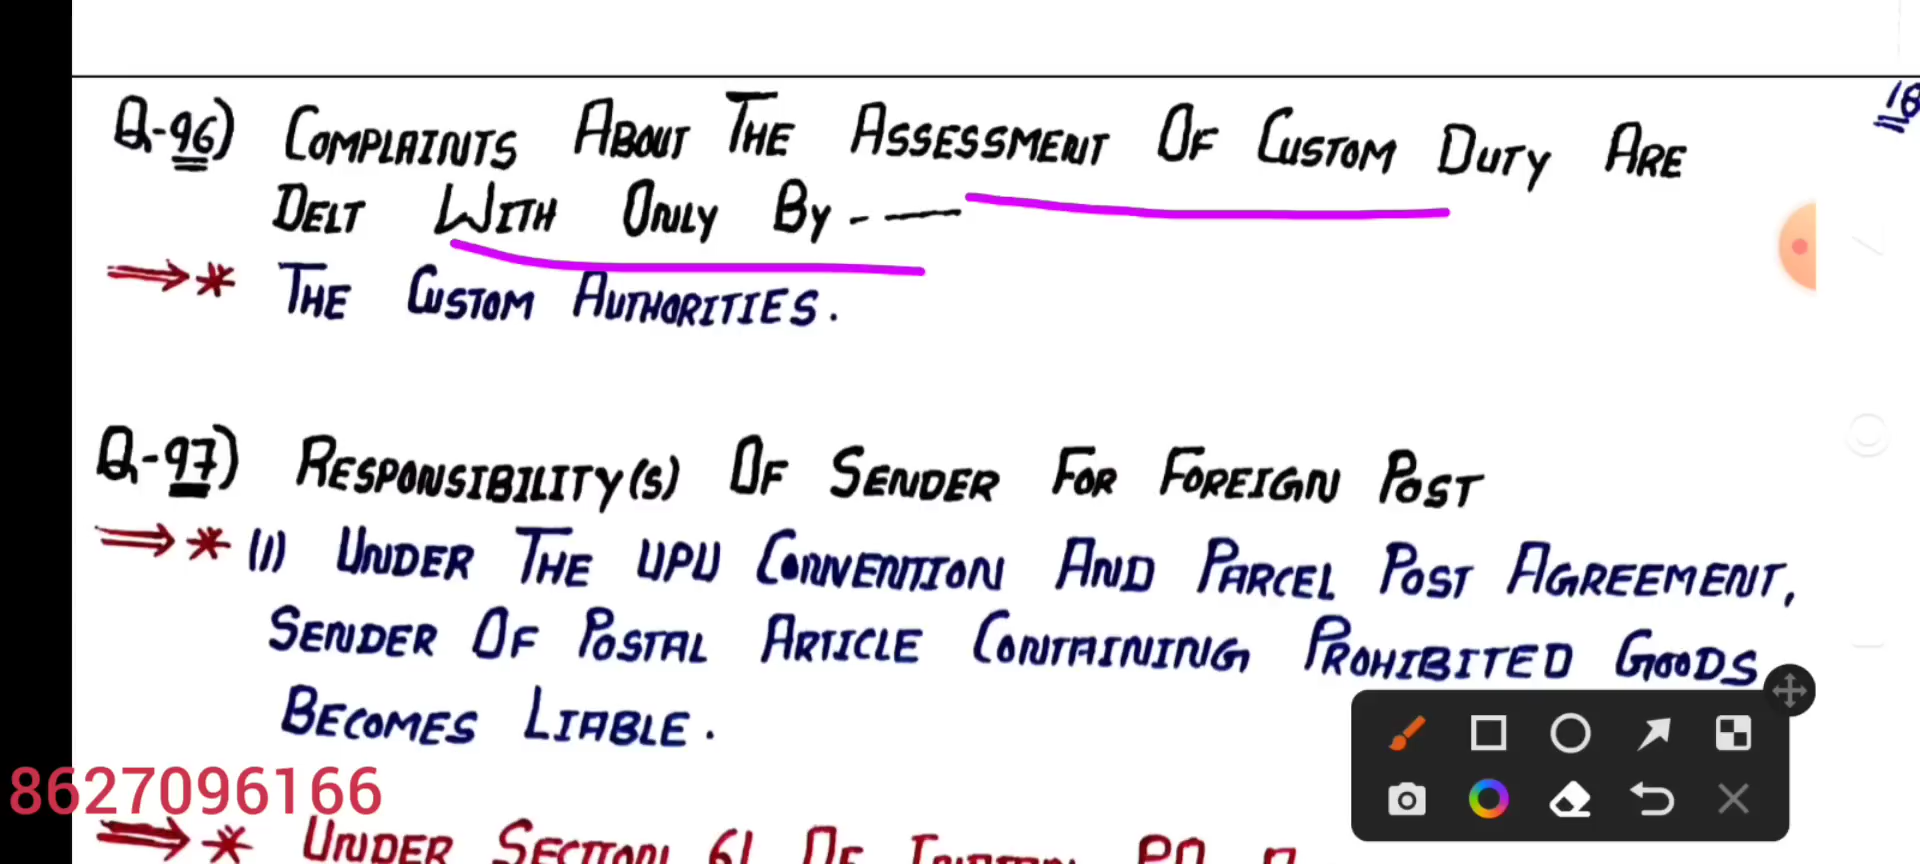 18
Q-96) COMPLAINTS ABOUT THE ASSESSMENT OF CUSTOM DUTY ARE
DELT WITH ONLY BY - —
⇒* THE CUSTOM AUTHORITIES.
Q-97) RESPONSIBILITY(S) OF SENDER FOR FOREIGN POST
⇒* (1) UNDER THE UPU CONVENTION AND PARCEL POST AGREEMENT,
SENDER OF POSTAL ARTICLE CONTAINING PROHIBITED GOODS
BECOMES LIABLE.
8627096166
⇒* UNDER SECTION 61 OF